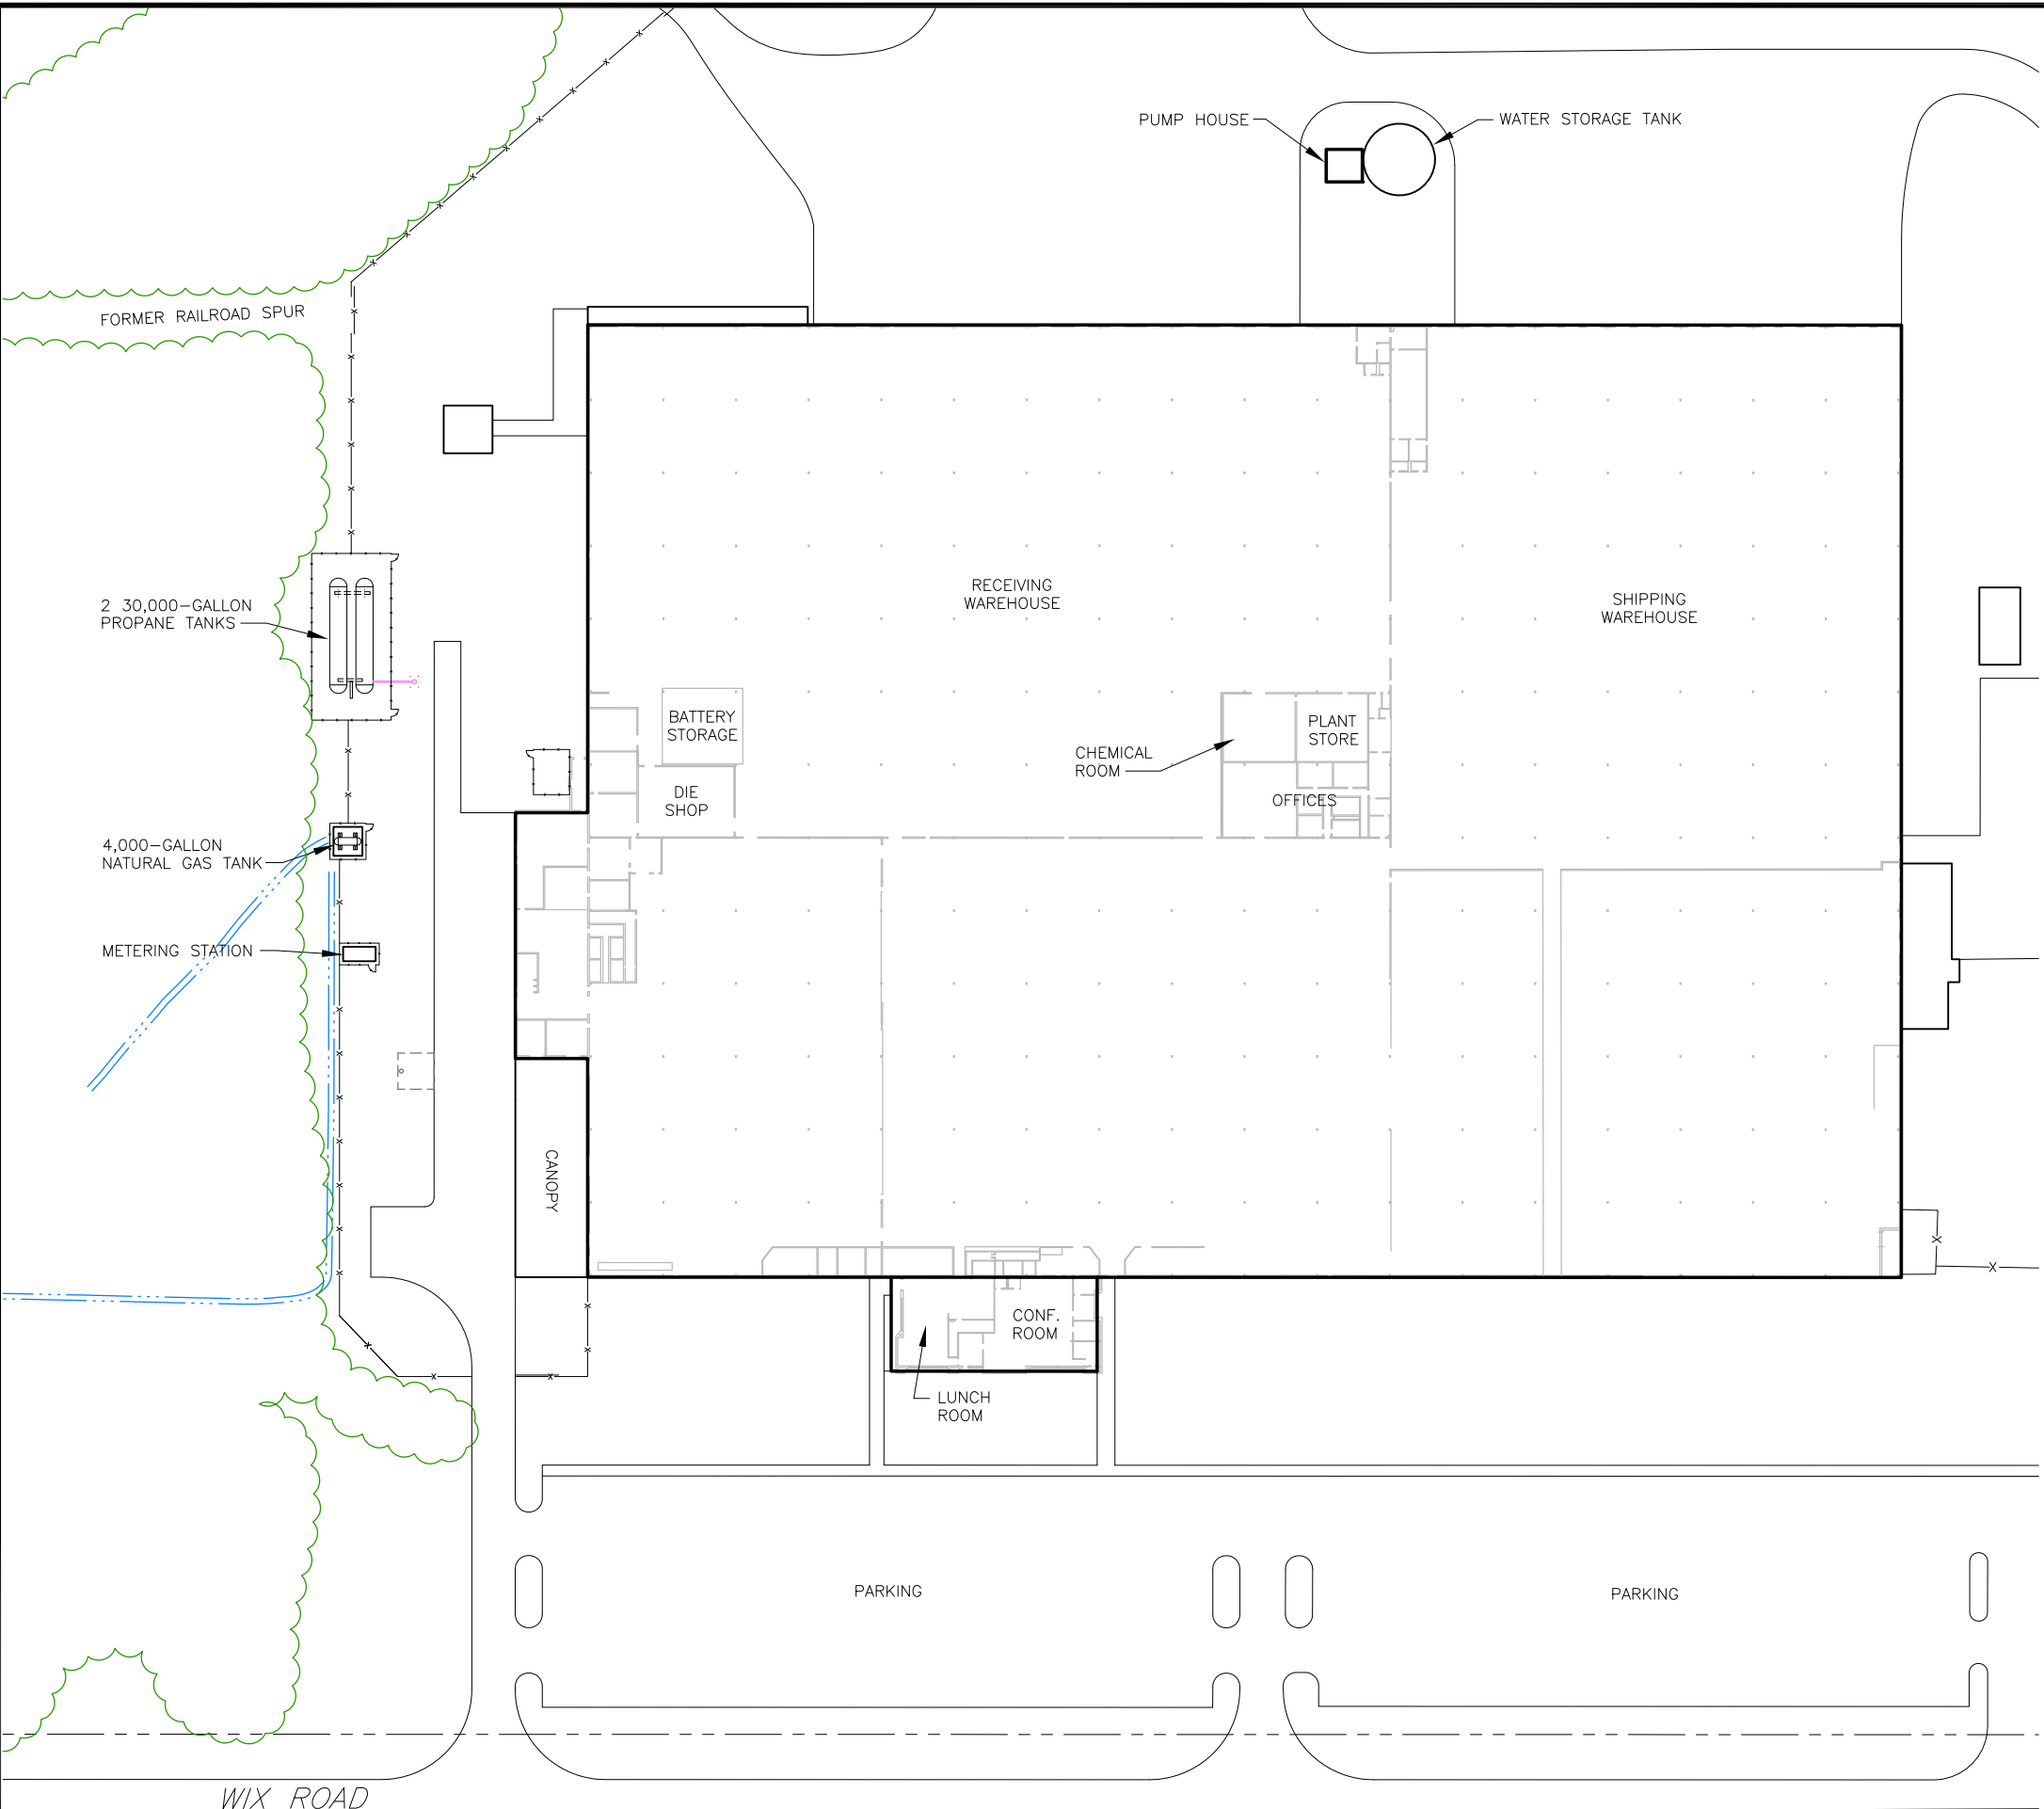 PUMP HOUSE
WATER STORAGE TANK
FORMER RAILROAD SPUR
RECEIVING
WAREHOUSE
SHIPPING
WAREHOUSE
2 30,000-GALLON
PROPANE TANKS
BATTERY
STORAGE
PLANT
STORE
CHEMICAL
ROOM
DIE
SHOP
OFFICES
4,000-GALLON
NATURAL GAS TANK
METERING STATION
CANOPY
CONF.
ROOM
LUNCH
ROOM
PARKING
PARKING
WIX ROAD